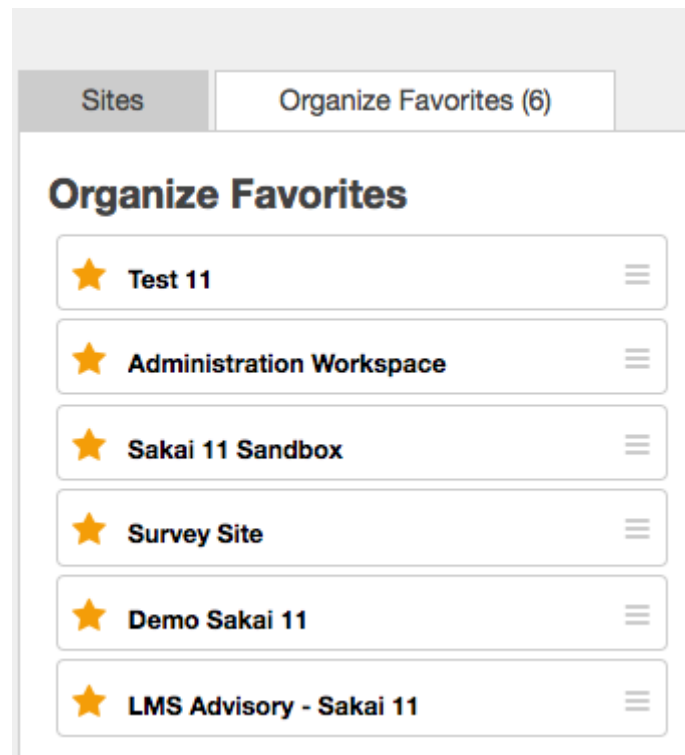 Sites
Organize Favorites (6)
Organize Favorites
Test 11
Administration Workspace
Sakai 11 Sandbox
Survey Site
Demo Sakai 11
LMS Advisory - Sakai 11